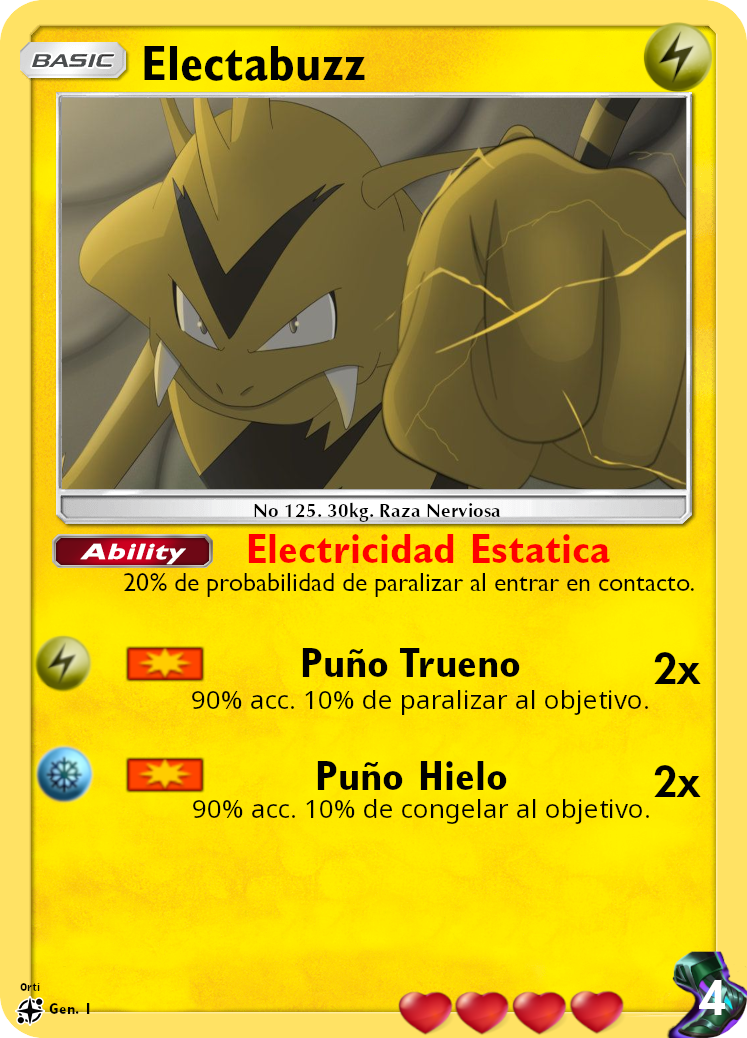 BASIC
Electabuzz
No 125. 30kg. Raza Nerviosa
Ability
Electricidad Estatica
20% de probabilidad de paralizar al entrar en contacto.
Puño Trueno
2x
90% acc. 10% de paralizar al objetivo.
Puño Hielo
2x
90% acc. 10% de congelar al objetivo.
Orti
Gen. 1
4